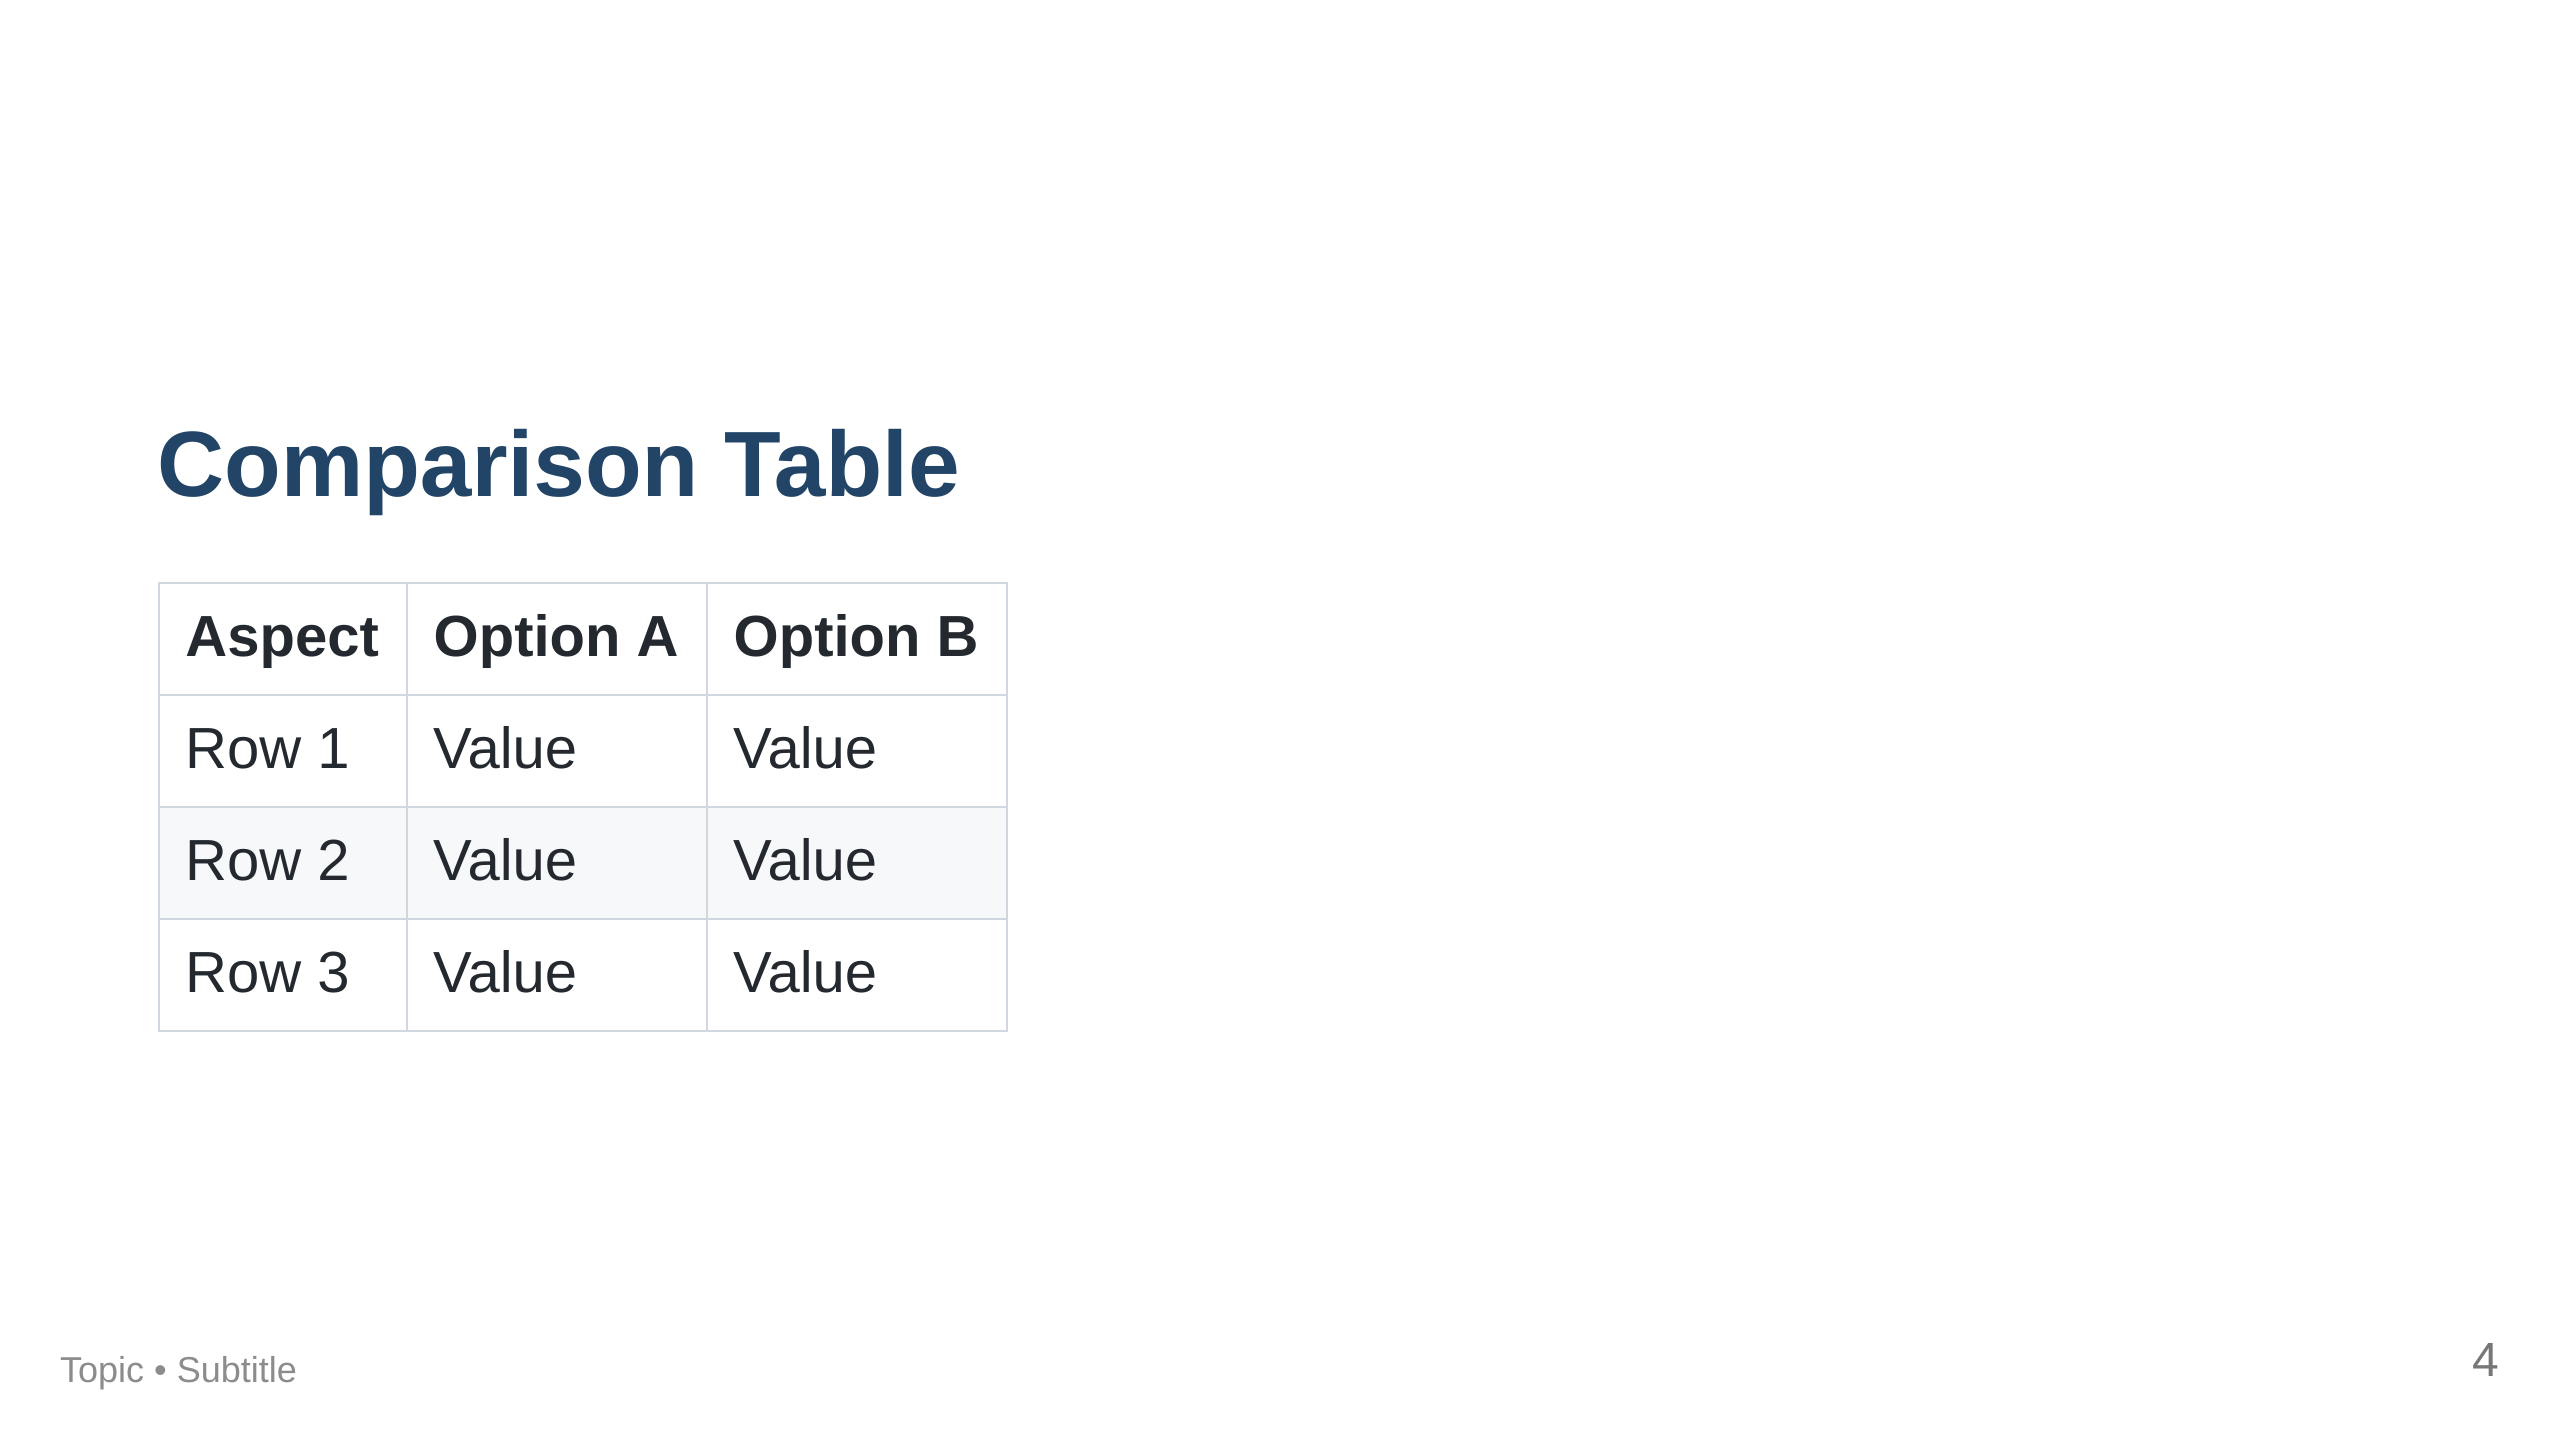 Comparison Table
Aspect Option A Option B
Row 1 Value Value
Row 2 Value Value
Row 3 Value Value
Topic • Subtitle
4